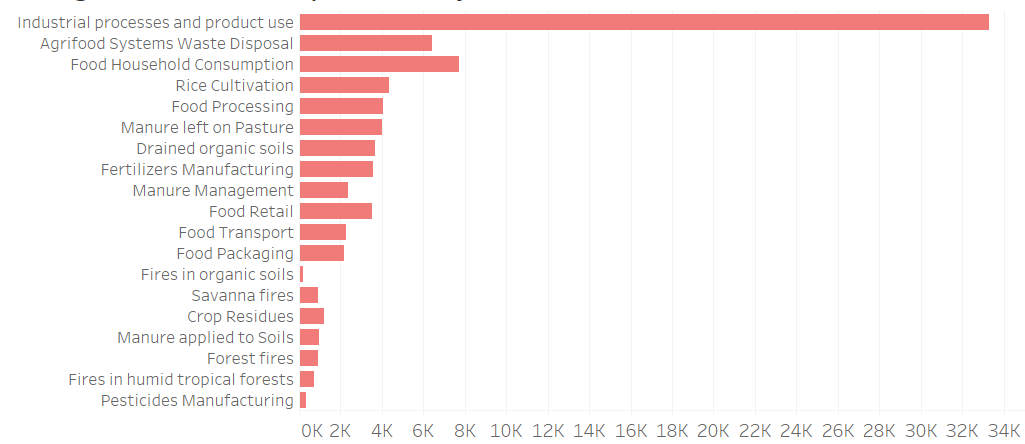 Industrial processes and product use
Agrifood Systems Waste Disposal
Food Household Consumption
Rice Cultivation
Food Processing
Manure left on Pasture
Drained organic soils
Fertilizers Manufacturing
Manure Management
Food Retail
Food Transport
Food Packaging
Fires in organic soils
Savanna fires
Crop Residues
Manure applied to Soils
Forest fires
Fires in humid tropical forests
Pesticides Manufacturing
0K 2K 4K 6K 8K 10K 12K 14K 16K 18K 20K 22K 24K 26K 28K 30K 32K 34K